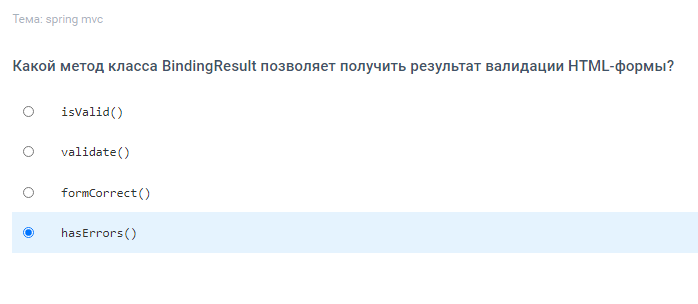 Тема: spring mvc
Какой метод класса BindingResult позволяет получить результат валидации HTML-формы?
isValid()
validate()
formCorrect()
hasErrors()